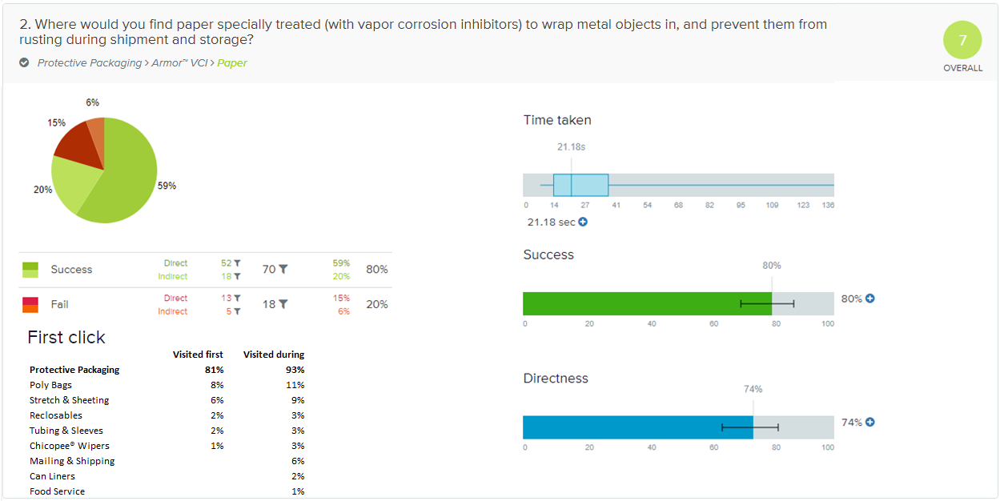 2. Where would you find paper specially treated (with vapor corrosion inhibitors) to wrap metal objects in, and prevent them from
rusting during shipment and storage?
Protective Packaging > Armor™ VCI > Paper
7
OVERALL
6%
15%
20%
59%
Success Direct 52 70 59% 80%
Indirect 18 20%
Fail Direct 13 18 15% 20%
Indirect 5 6%
First click
Visited first Visited during
Protective Packaging 81% 93%
Poly Bags 8% 11%
Stretch & Sheeting 6% 9%
Reclosables 2% 3%
Tubing & Sleeves 2% 3%
Chicopee® Wipers 1% 3%
Mailing & Shipping 6%
Can Liners 2%
Food Service 1%
Time taken
21.18s
0 14 27 41 54 68 82 95 109 123 136
21.18 sec
Success
80%
80%
0 20 40 60 80 100
Directness
74%
74%
0 20 40 60 80 100